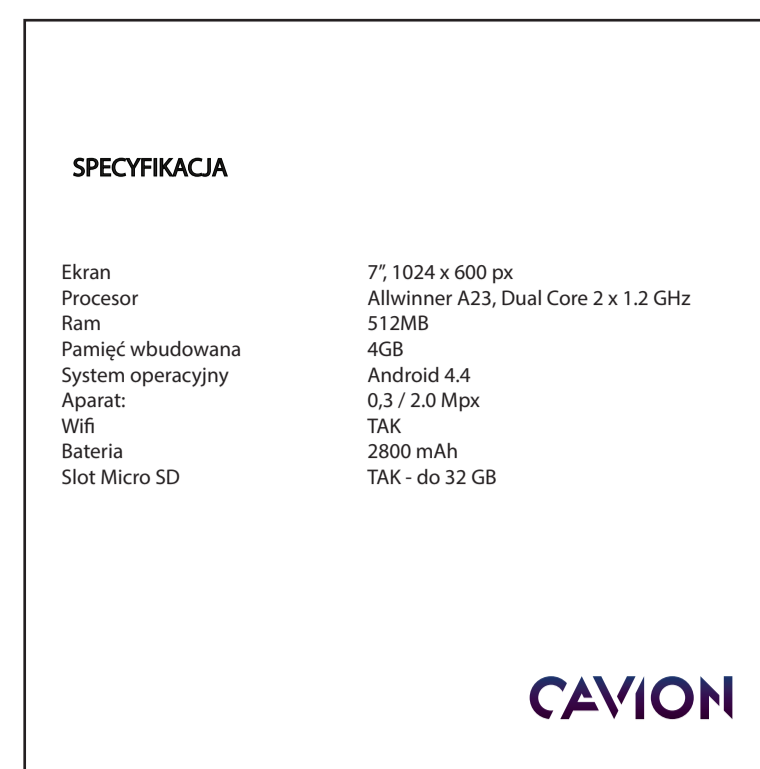 SPECYFIKACJA
Ekran 7”, 1024 x 600 px
Procesor Allwinner A23, Dual Core 2 x 1.2 GHz
Ram 512MB
Pamięć wbudowana 4GB
System operacyjny Android 4.4
Aparat: 0,3 / 2.0 Mpx
Wifi TAK
Bateria 2800 mAh
Slot Micro SD TAK - do 32 GB
CAVION